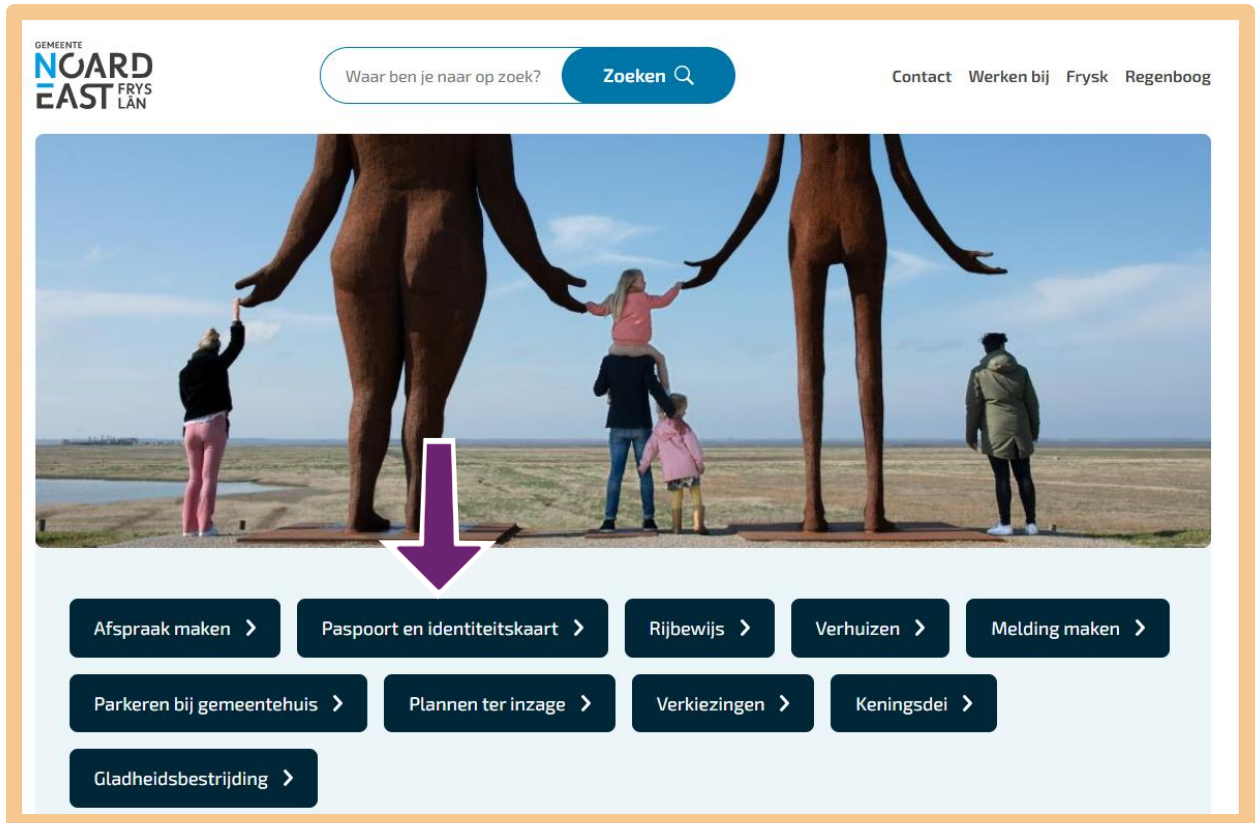 GEMEENTE
NOARD
EAST FRYS
LÂN
Waar ben je naar op zoek?
Zoeken
Contact Werken bij Frysk Regenboog
Afspraak maken
Paspoort en identiteitskaart
Rijbewijs
Verhuizen
Melding maken
Parkeren bij gemeentehuis
Plannen ter inzage
Verkiezingen
Keningsdei
Gladheidsbestrijding